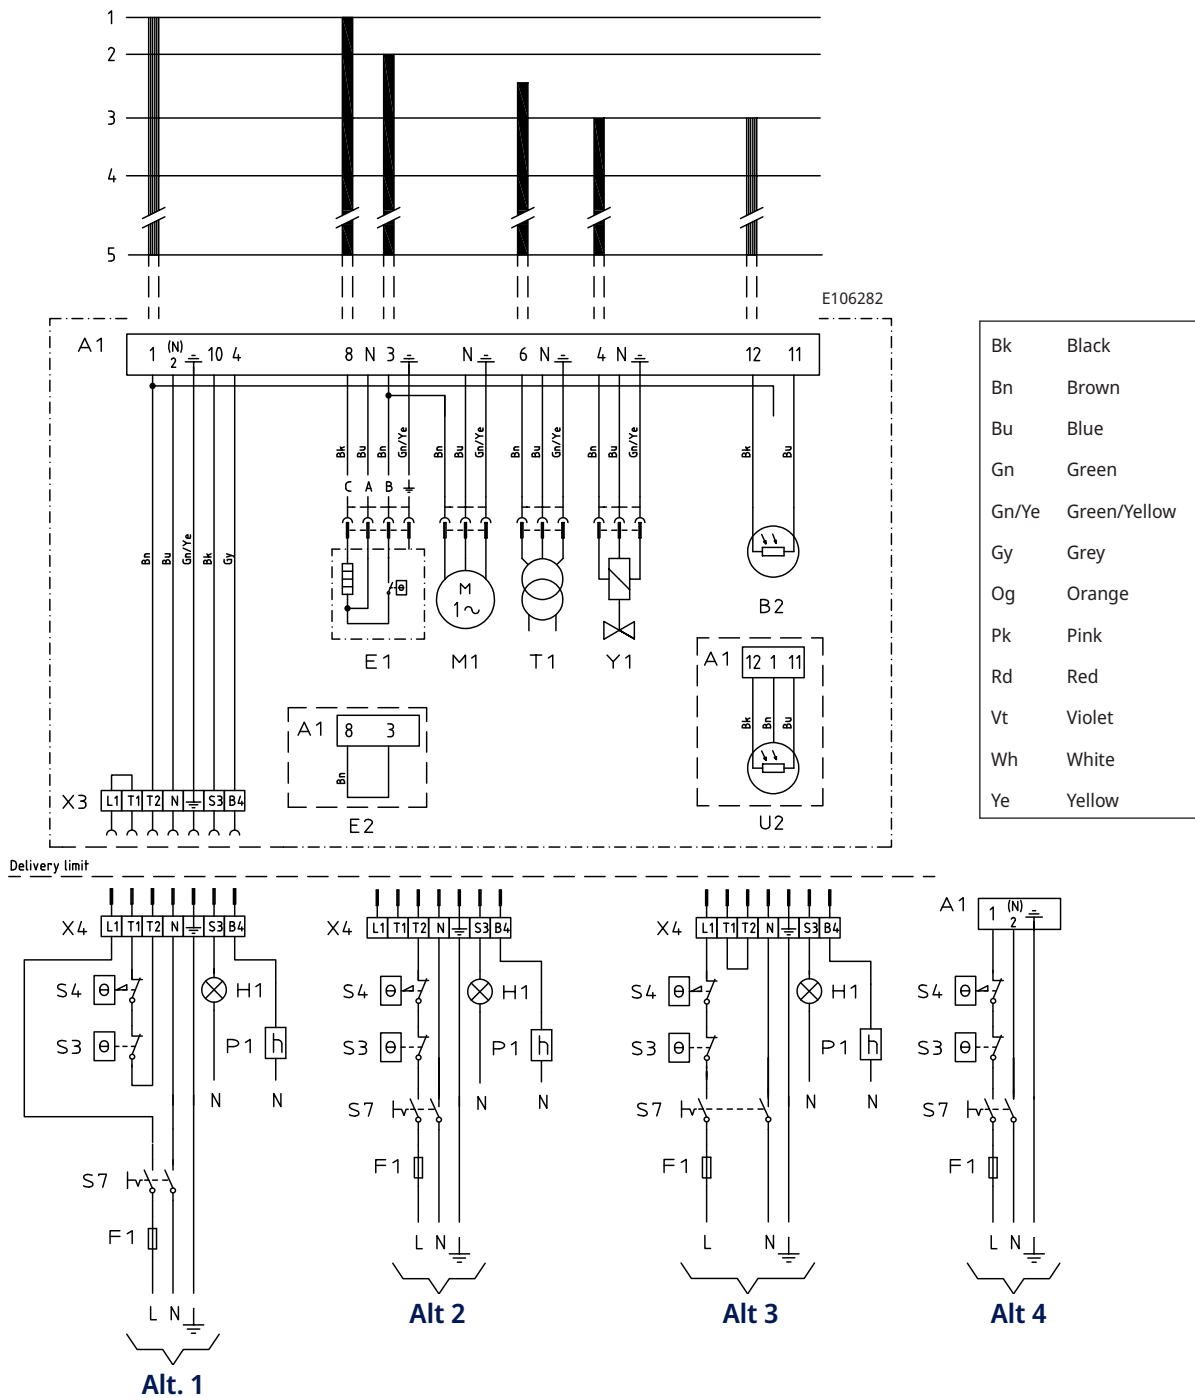 1
2
3
4
5
E106282
A1
1 (N) 2 10 4 8 N 3 N 6 N 4 N 12 11
Bk Bu Bn Gn/Ye Bn Bu Gn/Ye Bn Bu Gn/Ye Bn Bu Gn/Ye Bk Bu
C A B
Bn Bu Gn/Ye Bk Gy
M
1~
θ
E1 M1 T1 Y1 B2
A1 12 1 11
Bk Bn Bu
U2
A1 8 3
Bn
E2
X3 L1 T1 T2 N S3 B4
Bk Black
Bn Brown
Bu Blue
Gn Green
Gn/Ye Green/Yellow
Gy Grey
Og Orange
Pk Pink
Rd Red
Vt Violet
Wh White
Ye Yellow
Delivery limit
X4 L1 T1 T2 N S3 B4
S4 θ H1
S3 θ P1 h
N N
S7
F1
L N
Alt. 1
X4 L1 T1 T2 N S3 B4
S4 θ H1
S3 θ P1 h
N N
S7
F1
L N
Alt 2
X4 L1 T1 T2 N S3 B4
S4 θ H1
S3 θ P1 h
N N
S7
F1
L N
Alt 3
A1 1 (N) 2
S4 θ
S3 θ
S7
F1
L N
Alt 4